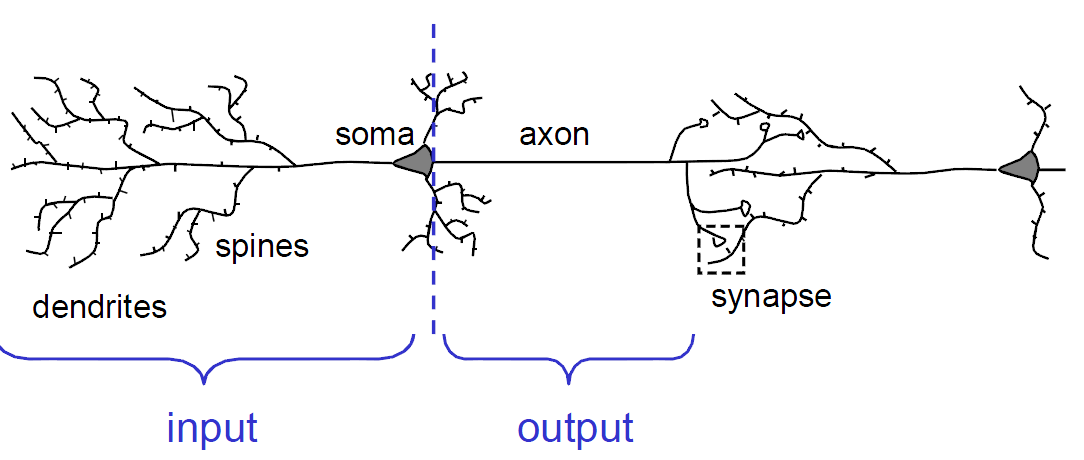 soma
axon
spines
dendrites
synapse
input
output